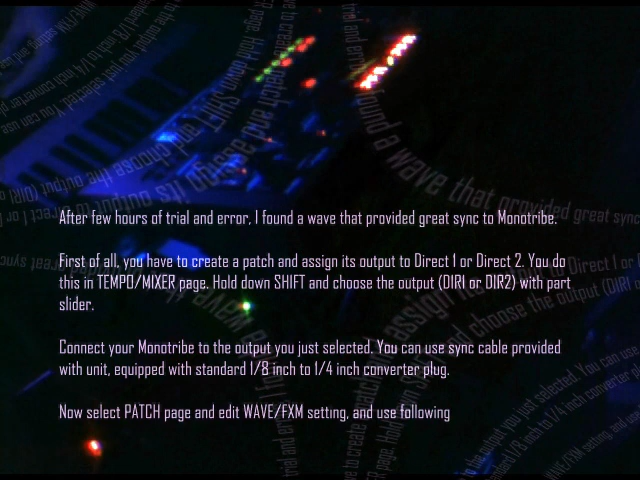 After few hours of trial and error, I found a wave that provided great sync to Monotribe.
First of all, you have to create a patch and assign its output to Direct 1 or Direct 2. You do
this in TEMPO/MIXER page. Hold down SHIFT and choose the output (DIR1 or DIR2) with part
slider.
Connect your Monotribe to the output you just selected. You can use sync cable provided
with unit, equipped with standard 1/8 inch to 1/4 inch converter plug.
Now select PATCH page and edit WAVE/FXM setting, and use following